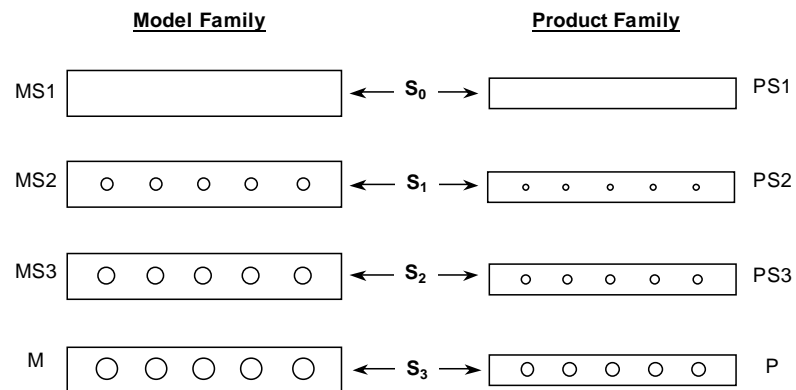 Model Family Product Family
MS1 S₀ PS1
MS2 S₁ PS2
MS3 S₂ PS3
M S₃ P